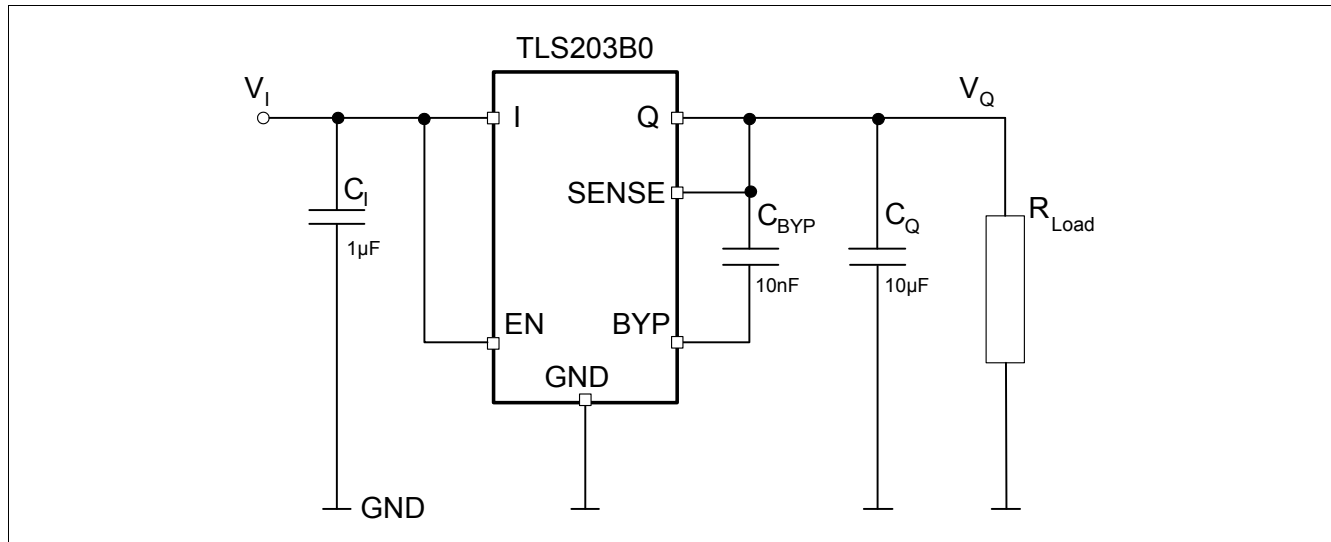 TLS203B0
V_I
V_Q
I
Q
SENSE
C_I
1µF
C_BYP
10nF
C_Q
10µF
R_Load
EN
BYP
GND
GND